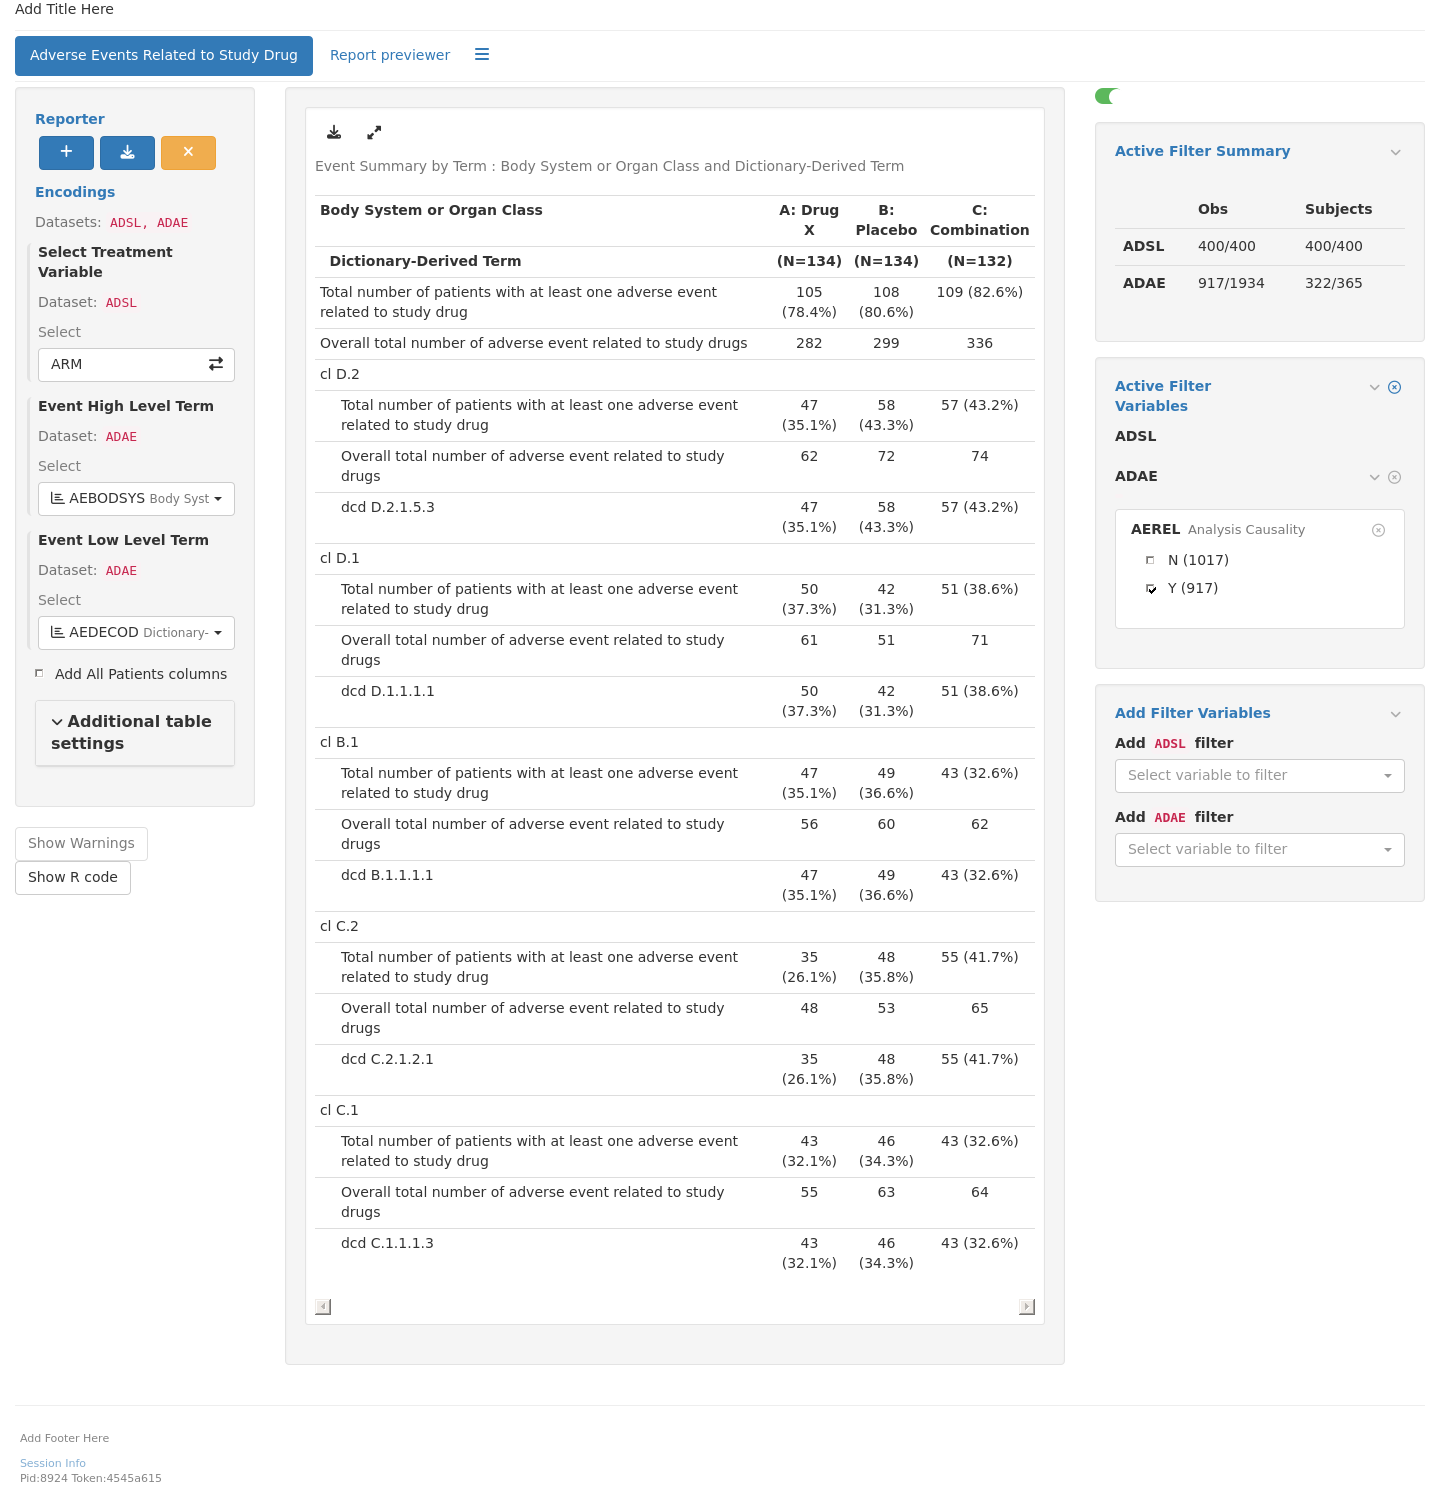 Add Title Here
Adverse Events Related to Study Drug
Report previewer
Reporter
Encodings
Datasets: ADSL, ADAE
Select Treatment
Variable
Dataset: ADSL
Select
ARM
Event High Level Term
Dataset: ADAE
Select
AEBODSYS Body Syst
Event Low Level Term
Dataset: ADAE
Select
AEDECOD Dictionary-
Add All Patients columns
Additional table
settings
Show Warnings
Show R code
Event Summary by Term : Body System or Organ Class and Dictionary-Derived Term
Body System or Organ Class A: Drug B: C:
X Placebo Combination
Dictionary-Derived Term (N=134) (N=134) (N=132)
Total number of patients with at least one adverse event 105 108 109 (82.6%)
related to study drug (78.4%) (80.6%)
Overall total number of adverse event related to study drugs 282 299 336
cl D.2
Total number of patients with at least one adverse event 47 58 57 (43.2%)
related to study drug (35.1%) (43.3%)
Overall total number of adverse event related to study 62 72 74
drugs
dcd D.2.1.5.3 47 58 57 (43.2%)
(35.1%) (43.3%)
cl D.1
Total number of patients with at least one adverse event 50 42 51 (38.6%)
related to study drug (37.3%) (31.3%)
Overall total number of adverse event related to study 61 51 71
drugs
dcd D.1.1.1.1 50 42 51 (38.6%)
(37.3%) (31.3%)
cl B.1
Total number of patients with at least one adverse event 47 49 43 (32.6%)
related to study drug (35.1%) (36.6%)
Overall total number of adverse event related to study 56 60 62
drugs
dcd B.1.1.1.1 47 49 43 (32.6%)
(35.1%) (36.6%)
cl C.2
Total number of patients with at least one adverse event 35 48 55 (41.7%)
related to study drug (26.1%) (35.8%)
Overall total number of adverse event related to study 48 53 65
drugs
dcd C.2.1.2.1 35 48 55 (41.7%)
(26.1%) (35.8%)
cl C.1
Total number of patients with at least one adverse event 43 46 43 (32.6%)
related to study drug (32.1%) (34.3%)
Overall total number of adverse event related to study 55 63 64
drugs
dcd C.1.1.1.3 43 46 43 (32.6%)
(32.1%) (34.3%)
Active Filter Summary
Obs Subjects
ADSL 400/400 400/400
ADAE 917/1934 322/365
Active Filter
Variables
ADSL
ADAE
AEREL Analysis Causality
N (1017)
Y (917)
Add Filter Variables
Add ADSL filter
Select variable to filter
Add ADAE filter
Select variable to filter
Add Footer Here
Session Info
Pid:8924 Token:4545a615